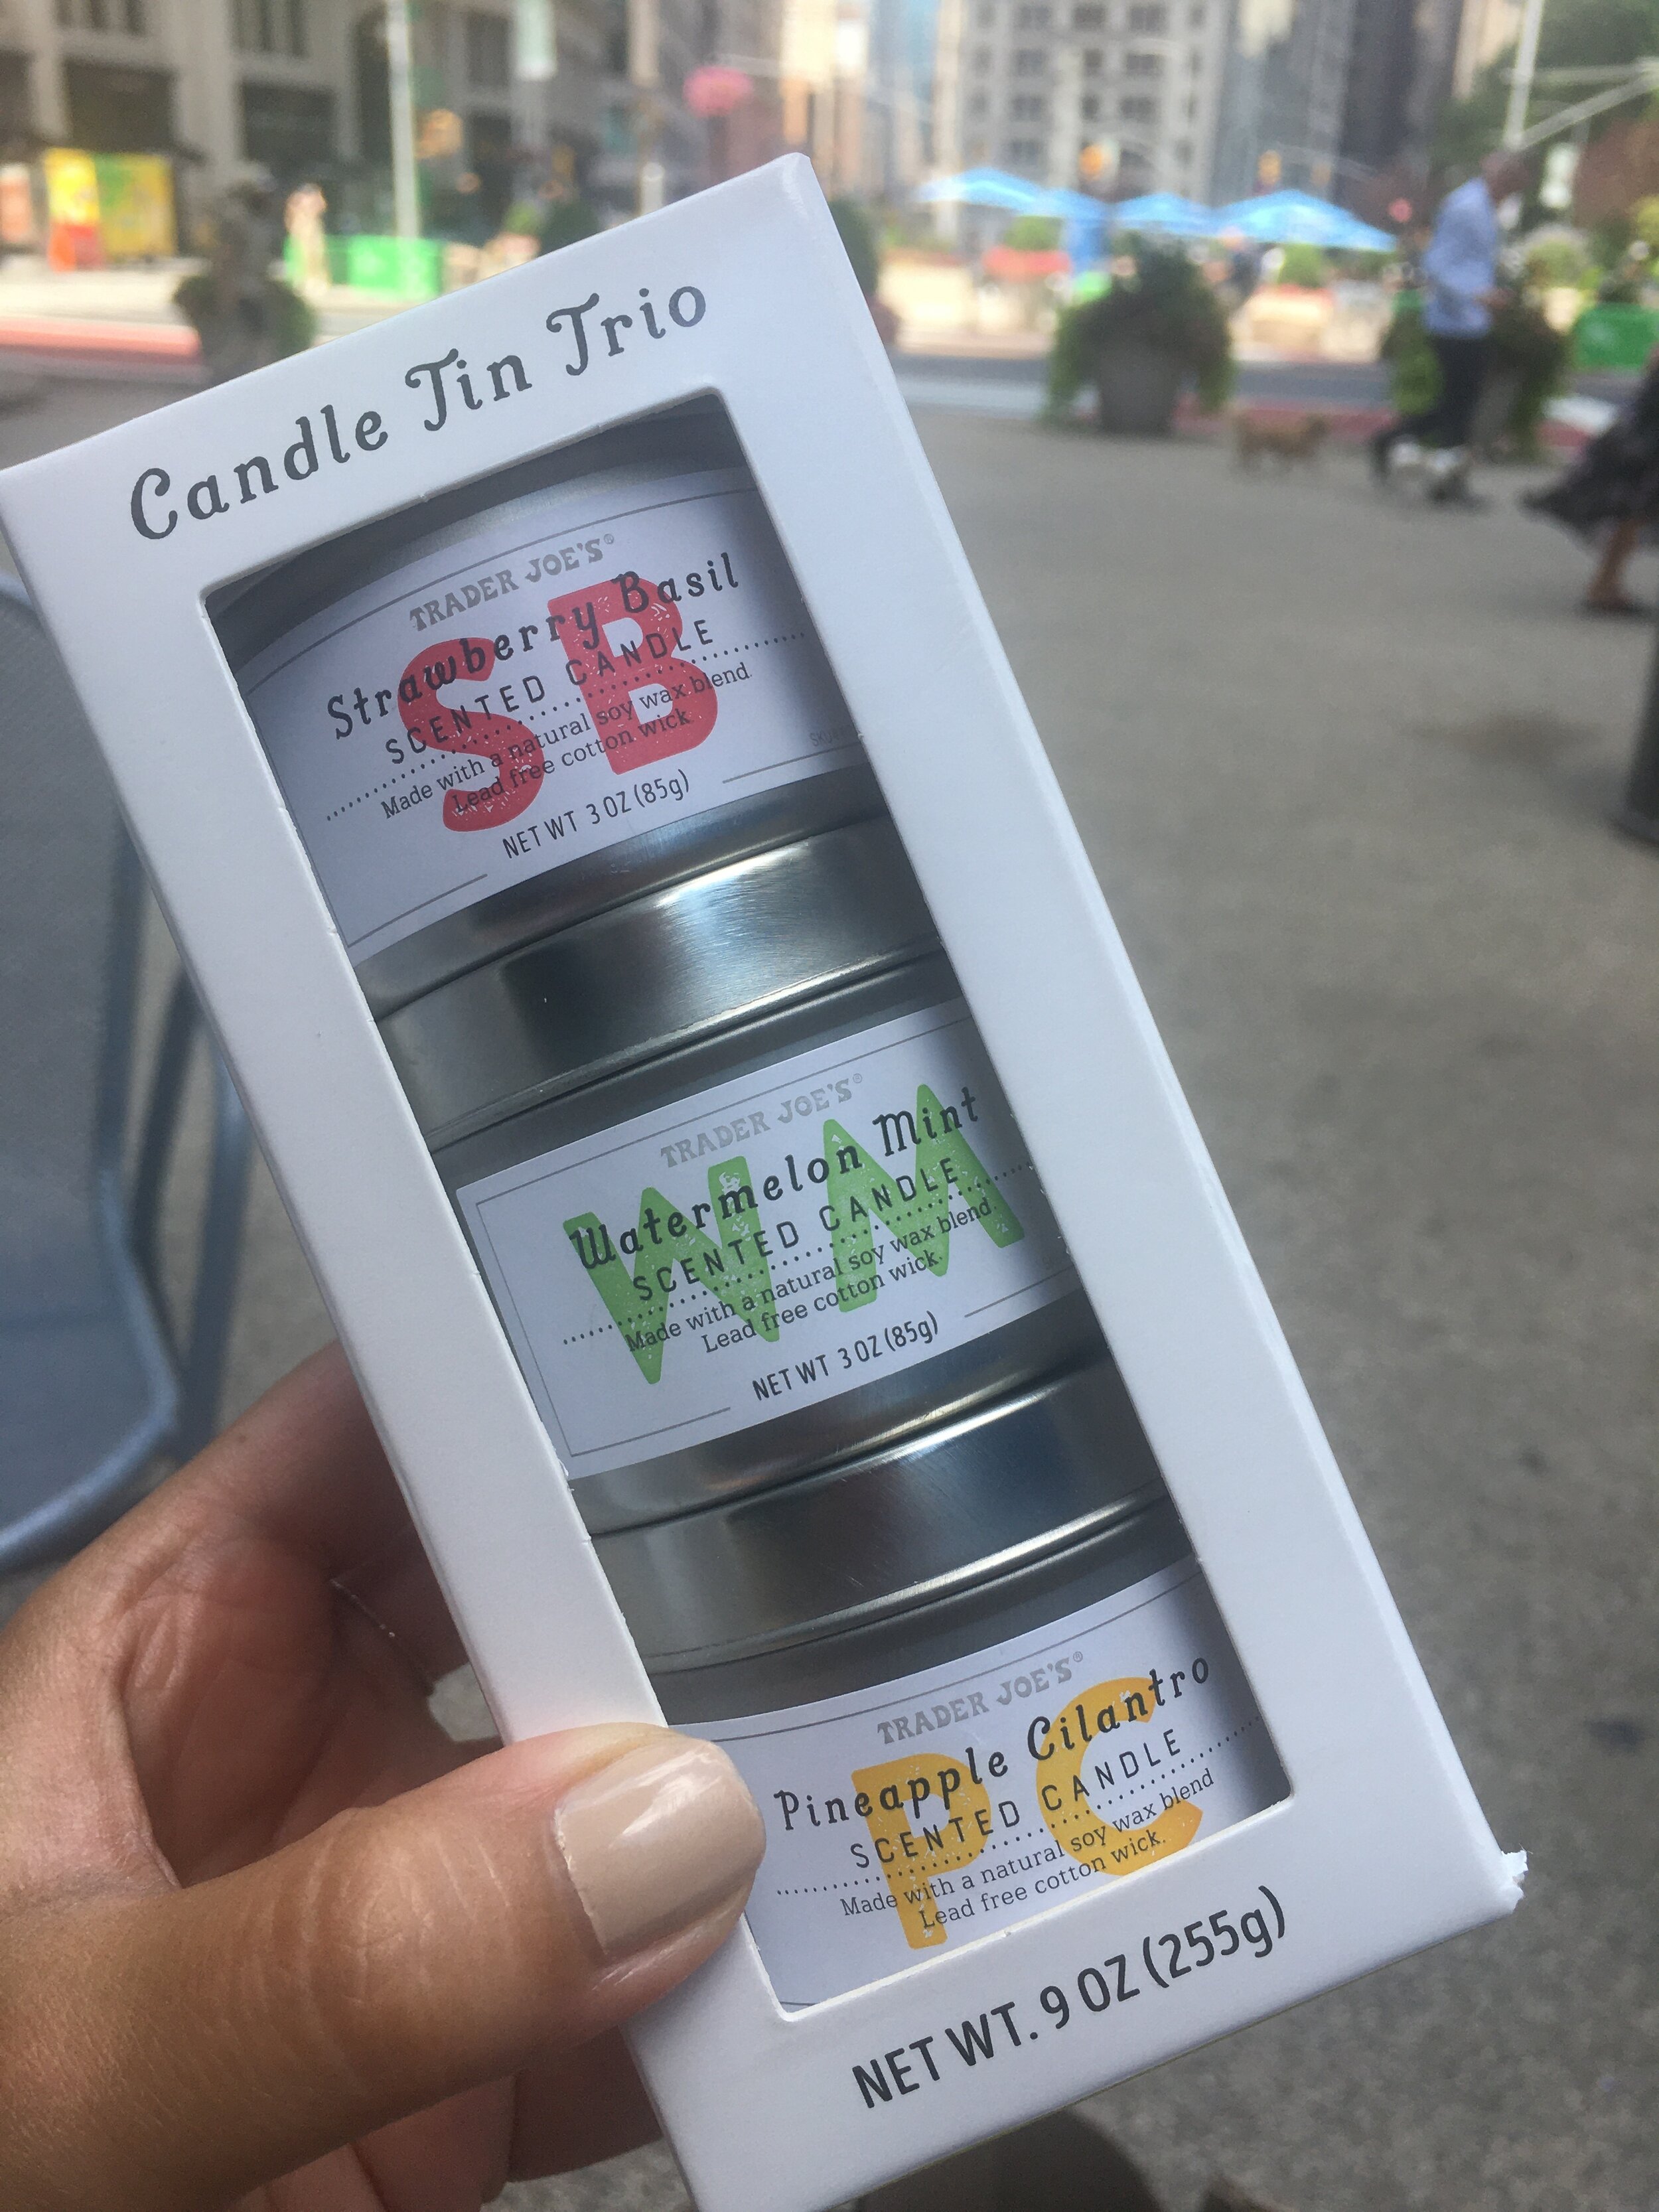 Candle Tin Trio
TRADER JOE'S®
SB
Strawberry Basil
SCENTED CANDLE
Made with a natural soy wax blend.
Lead free cotton wick
NET WT 3 OZ (85g)
TRADER JOE'S®
WM
Watermelon Mint
SCENTED CANDLE
Made with a natural soy wax blend.
Lead free cotton wick.
NET WT 3 OZ (85g)
TRADER JOE'S®
PC
Pineapple Cilantro
SCENTED CANDLE
Made with a natural soy wax blend
Lead free cotton wick.
NET WT. 9 OZ (255g)